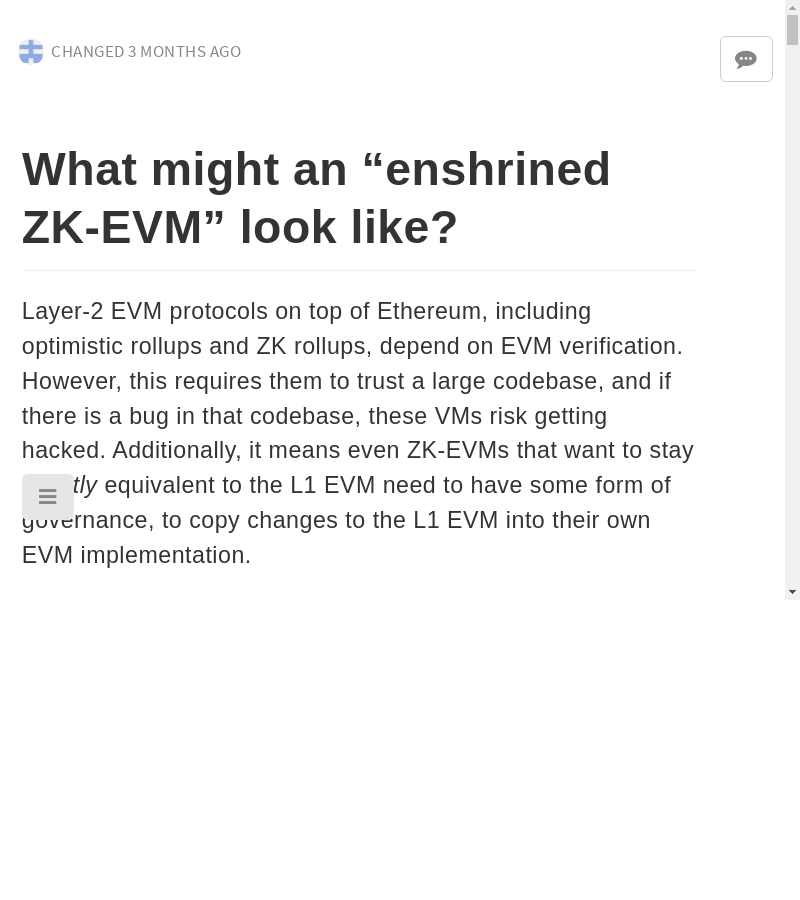 CHANGED 3 MONTHS AGO
What might an “enshrined
ZK-EVM” look like?
Layer-2 EVM protocols on top of Ethereum, including
optimistic rollups and ZK rollups, depend on EVM verification.
However, this requires them to trust a large codebase, and if
there is a bug in that codebase, these VMs risk getting
hacked. Additionally, it means even ZK-EVMs that want to stay
equivalent to the L1 EVM need to have some form of
governance, to copy changes to the L1 EVM into their own
EVM implementation.